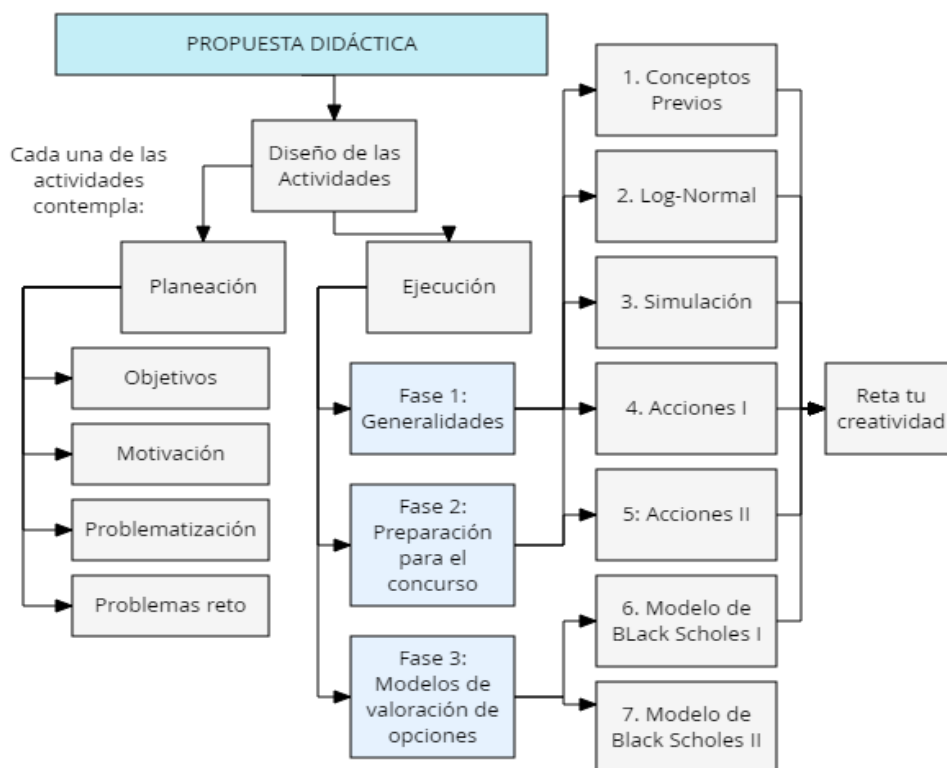 PROPUESTA DIDÁCTICA
Cada una de las
actividades
contempla:
Diseño de las
Actividades
Planeación
Objetivos
Motivación
Problematización
Problemas reto
Ejecución
Fase 1:
Generalidades
Fase 2:
Preparación
para el
concurso
Fase 3:
Modelos de
valoración de
opciones
1. Conceptos
Previos
2. Log-Normal
3. Simulación
4. Acciones I
5: Acciones II
6. Modelo de
BLack Scholes I
7. Modelo de
Black Scholes II
Reta tu
creatividad